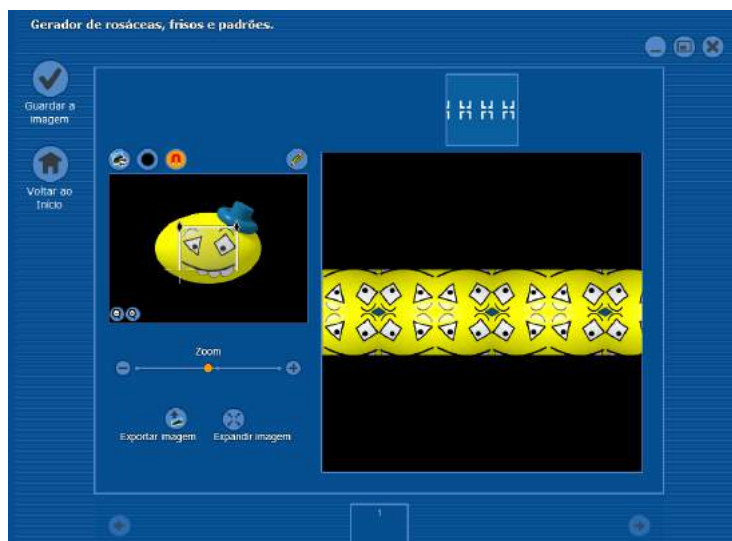 Gerador de rosáceas, frisos e padrões.
Guardar a
imagem
Voltar ao
Início
Zoom
Exportar imagem
Expandir imagem
1